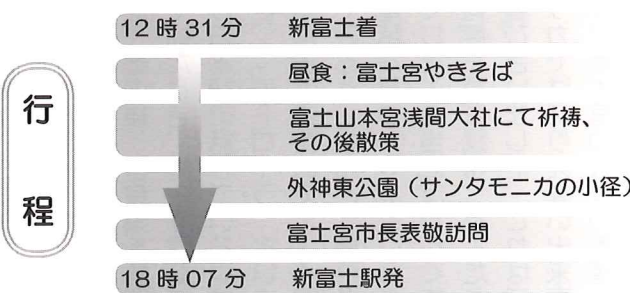 行程
12時31分 新富士着
昼食：富士宮やきそば
富士山本宮浅間大社にて祈祷、
その後散策
外神東公園（サンタモニカの小径）
富士宮市長表敬訪問
18時07分 新富士駅発